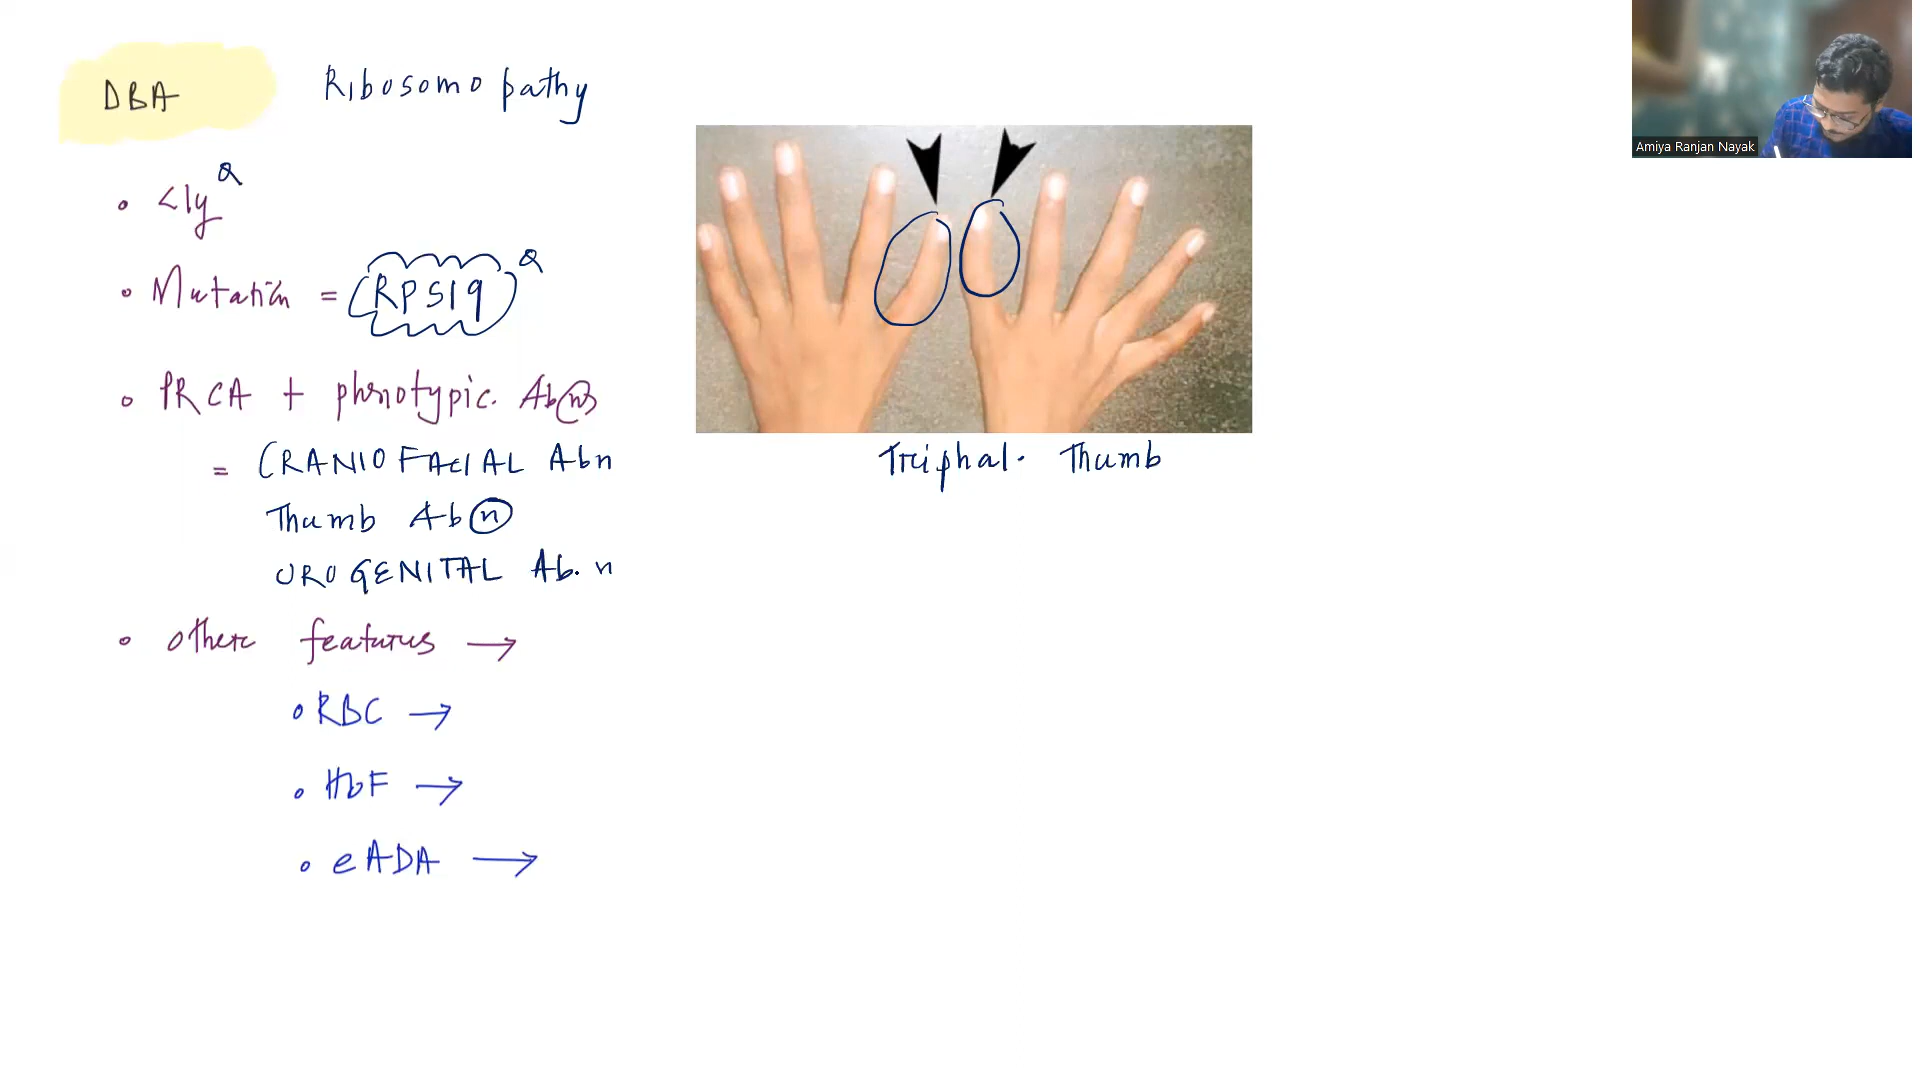 DBA Ribosomopathy
Amiya Ranjan Nayak
• <1y
• Mutation = RPS19
• PRCA + phenotypic Abns
= CRANIOFACIAL Abn
Triphal. Thumb
Thumb Abn
UROGENITAL Ab.n
• other features →
• RBC →
• HbF →
• eADA →